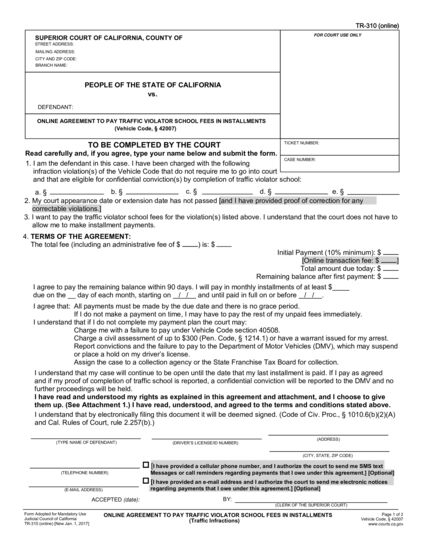 TR-310 (online)
SUPERIOR COURT OF CALIFORNIA, COUNTY OF
STREET ADDRESS:
MAILING ADDRESS:
CITY AND ZIP CODE:
BRANCH NAME:
FOR COURT USE ONLY
PEOPLE OF THE STATE OF CALIFORNIA
vs.
DEFENDANT:
ONLINE AGREEMENT TO PAY TRAFFIC VIOLATOR SCHOOL FEES IN INSTALLMENTS
(Vehicle Code, § 42007)
TO BE COMPLETED BY THE COURT
Read carefully and, if you agree, type your name below and submit the form.
TICKET NUMBER:
CASE NUMBER:
1. I am the defendant in this case. I have been charged with the following
infraction violation(s) of the Vehicle Code that do not require me to go into court
and that are eligible for confidential conviction(s) by completion of traffic violator school:
a. § ________ b. § ________ c. § ________ d. § ________ e. § ________
2. My court appearance date or extension date has not passed [and I have provided proof of correction for any
correctable violations.]
3. I want to pay the traffic violator school fees for the violation(s) listed above. I understand that the court does not have to
allow me to make installment payments.
4. TERMS OF THE AGREEMENT:
The total fee (including an administrative fee of $ ____) is: $ ____
Initial Payment (10% minimum): $ ____
[Online transaction fee: $ ____]
Total amount due today: $ ____
Remaining balance after first payment: $ ____
I agree to pay the remaining balance within 90 days. I will pay in monthly installments of at least $____
due on the __ day of each month, starting on _/_/_, and until paid in full on or before _/_/_.
I agree that: All payments must be made by the due date and there is no grace period.
If I do not make a payment on time, I may have to pay the rest of my unpaid fees immediately.
I understand that if I do not complete my payment plan the court may:
Charge me with a failure to pay under Vehicle Code section 40508.
Charge a civil assessment of up to $300 (Pen. Code, § 1214.1) or have a warrant issued for my arrest.
Report convictions and the failure to pay to the Department of Motor Vehicles (DMV), which may suspend
or place a hold on my driver's license.
Assign the case to a collection agency or the State Franchise Tax Board for collection.
I understand that my case will continue to be open until the date that my last installment is paid. If I pay as agreed
and if my proof of completion of traffic school is reported, a confidential conviction will be reported to the DMV and no
further proceedings will be held.
I have read and understood my rights as explained in this agreement and attachment, and I choose to give
them up. (See Attachment 1.) I have read, understood, and agreed to the terms and conditions stated above.
I understand that by electronically filing this document it will be deemed signed. (Code of Civ. Proc., § 1010.6(b)(2)(A)
and Cal. Rules of Court, rule 2.257(b).)
(TYPE NAME OF DEFENDANT)
(DRIVER'S LICENSE/ID NUMBER)
(ADDRESS)
(CITY, STATE, ZIP CODE)
(TELEPHONE NUMBER)
[I have provided a cellular phone number, and I authorize the court to send me SMS text
Messages or call reminders regarding payments that I owe under this agreement.] [Optional]
(E-MAIL ADDRESS)
[I have provided an e-mail address and I authorize the court to send me electronic notices
regarding payments that I owe under this agreement.] [Optional]
ACCEPTED (date):
BY:
(CLERK OF THE SUPERIOR COURT)
Form Adopted for Mandatory Use
Judicial Council of California
TR-310 (online) [New Jan. 1, 2017]
ONLINE AGREEMENT TO PAY TRAFFIC VIOLATOR SCHOOL FEES IN INSTALLMENTS
(Traffic Infractions)
Page 1 of 2
Vehicle Code, § 42007
www.courts.ca.gov